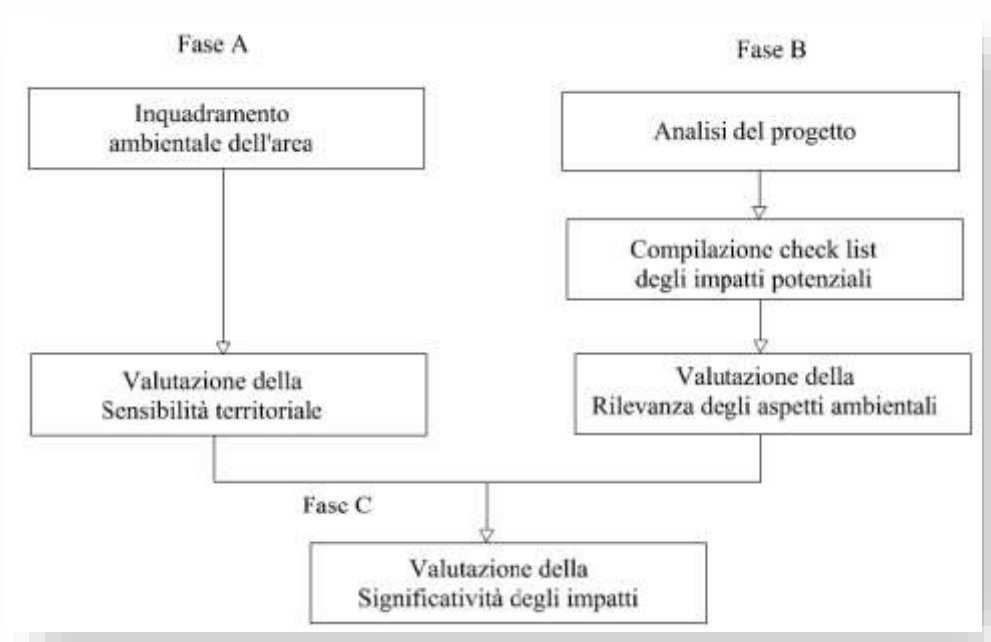 Fase A
Inquadramento
ambientale dell'area
Valutazione della
Sensibilità territoriale
Fase B
Analisi del progetto
Compilazione check list
degli impatti potenziali
Valutazione della
Rilevanza degli aspetti ambientali
Fase C
Valutazione della
Significatività degli impatti